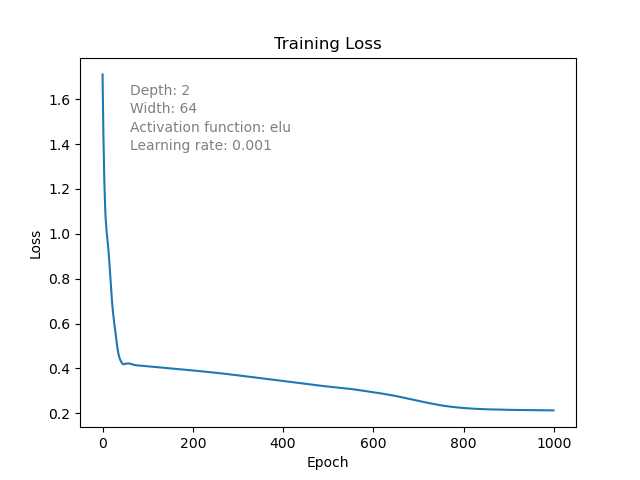 Training Loss
Depth: 2
Width: 64
Activation function: elu
Learning rate: 0.001
Loss
1.6
1.4
1.2
1.0
0.8
0.6
0.4
0.2
0 200 400 600 800 1000
Epoch